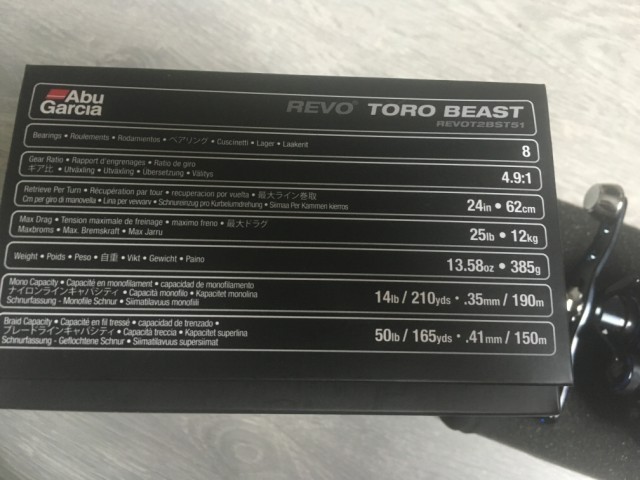 Abu
Garcia
REVO® TORO BEAST
REVOT2BST51
Bearings • Roulements • Rodamentos • ベアリング • Cuscinetti • Lager • Laakerit
8
Gear Ratio • Rapport d'engrenages • Ratio de giro
ギア比 • Utväxling • Utväxling • Übersetzung • Välitys
4.9:1
Retrieve Per Turn • Récupération par tour • recuperacion por vuelta • 最大ライン巻取
Cm per giro di manovella • Lina per vevvarv • Schnureinzug pro Kurbelumdrehung • Siimaa Per Kammen kierros
24in • 62cm
Max Drag • Tension maximale de freinage • maximo freno • 最大ドラグ
Maxbroms • Max. Bremskraft • Max Jarru
25lb • 12kg
Weight • Poids • Peso • 自重 • Vikt • Gewicht • Paino
13.58oz • 385g
Mono Capacity • Capacité en monofilament • capacidad de monofilamento
ナイロンラインキャパシティ • Capacità monofilo • Kapacitet monolina
Schnurfassung - Monofile Schnur • Siimatilavuus monofiili
14lb / 210yds • .35mm / 190m
Braid Capacity • Capacité en fil tressé • capacidad de trenzado •
ブレードラインキャパシティ • Capacità treccia • Kapacitet superlina
Schnurfassung - Geflochtene Schnur • Siimatilavuus supersiimat
50lb / 165yds • .41mm / 150m